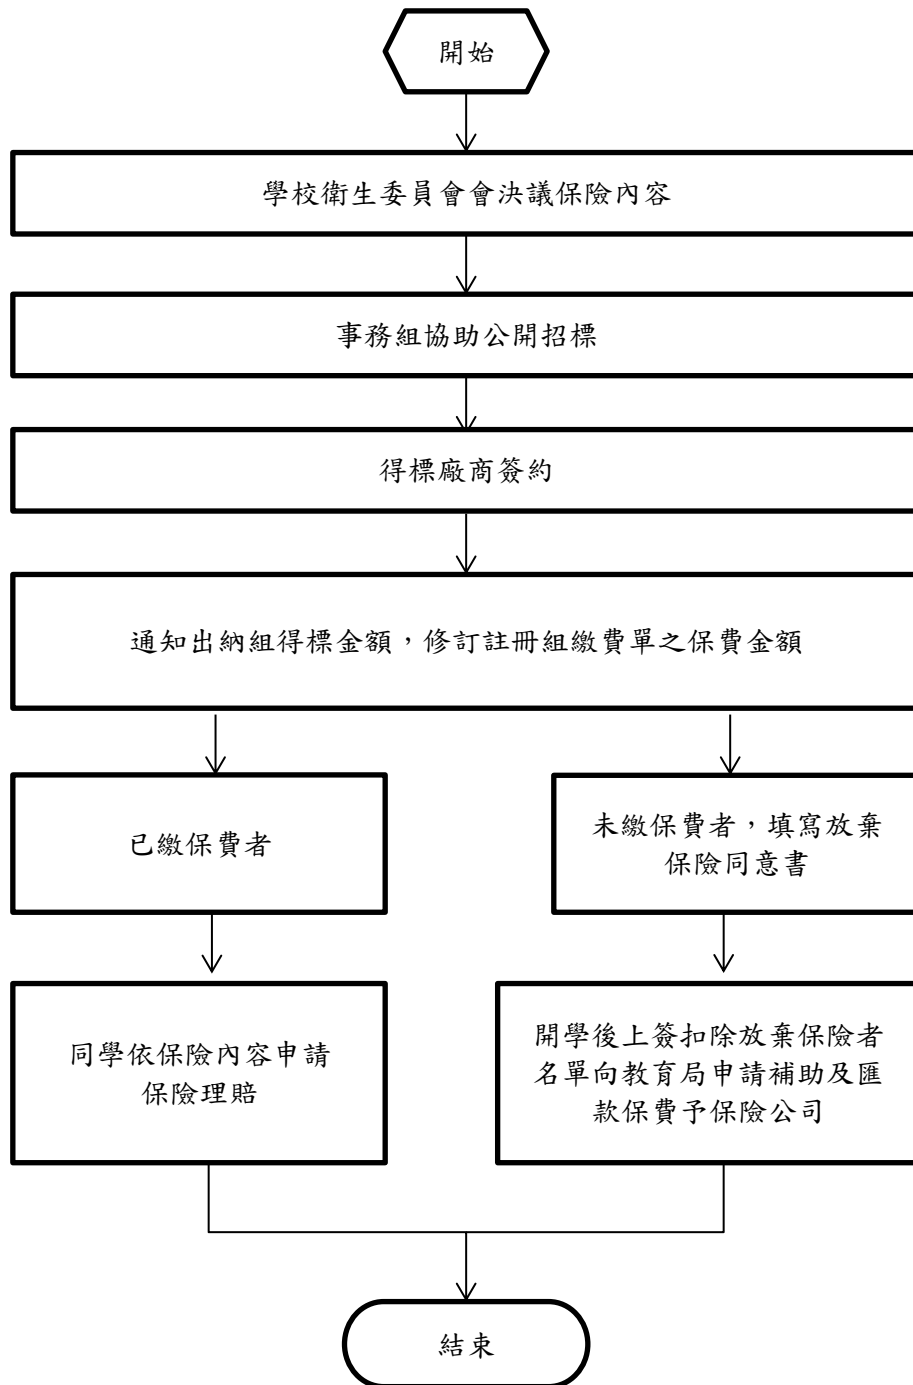 開始
學校衛生委員會會決議保險內容
事務組協助公開招標
得標廠商簽約
通知出納組得標金額，修訂註冊組繳費單之保費金額
已繳保費者
未繳保費者，填寫放棄
保險同意書
同學依保險內容申請
保險理賠
開學後上簽扣除放棄保險者
名單向教育局申請補助及匯
款保費予保險公司
結束